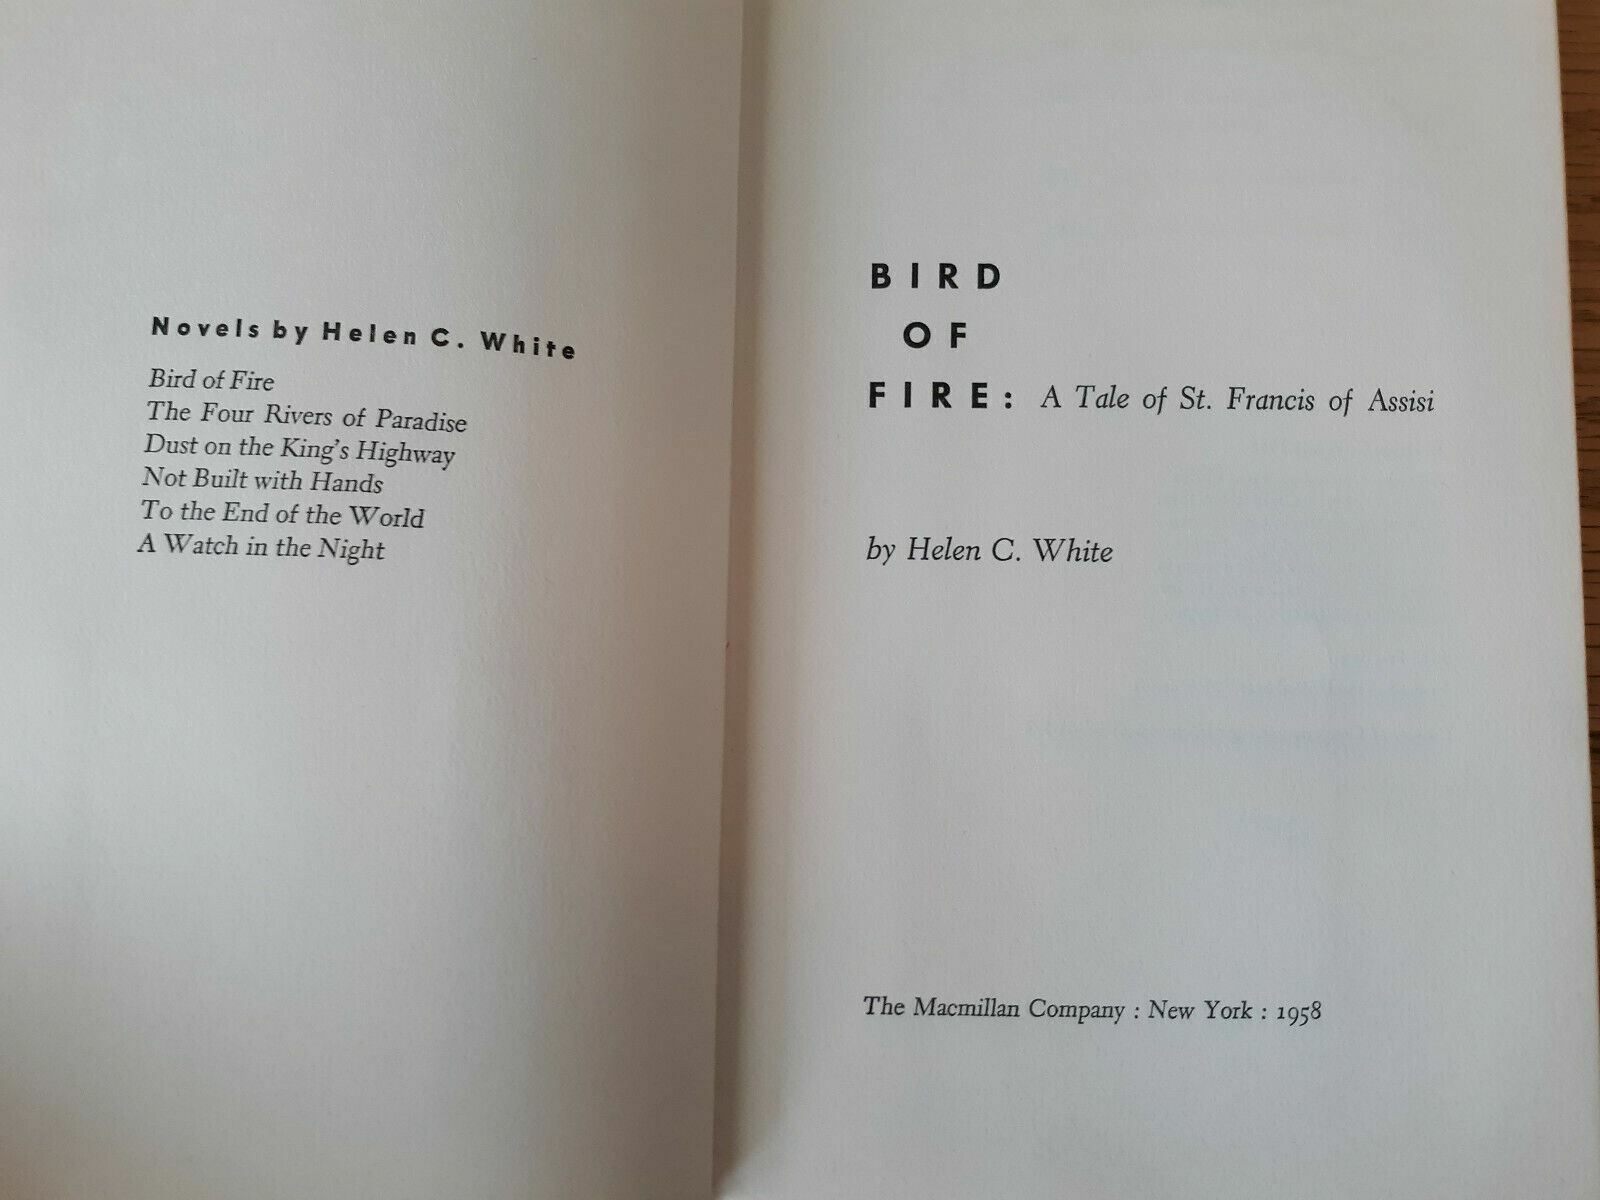 Novels by Helen C. White
Bird of Fire
The Four Rivers of Paradise
Dust on the King's Highway
Not Built with Hands
To the End of the World
A Watch in the Night
BIRD
OF
FIRE: A Tale of St. Francis of Assisi
by Helen C. White
The Macmillan Company : New York : 1958